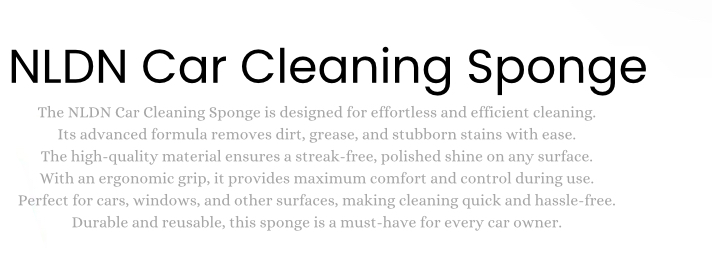 NLDN Car Cleaning Sponge
The NLDN Car Cleaning Sponge is designed for effortless and efficient cleaning.
Its advanced formula removes dirt, grease, and stubborn stains with ease.
The high-quality material ensures a streak-free, polished shine on any surface.
With an ergonomic grip, it provides maximum comfort and control during use.
Perfect for cars, windows, and other surfaces, making cleaning quick and hassle-free.
Durable and reusable, this sponge is a must-have for every car owner.